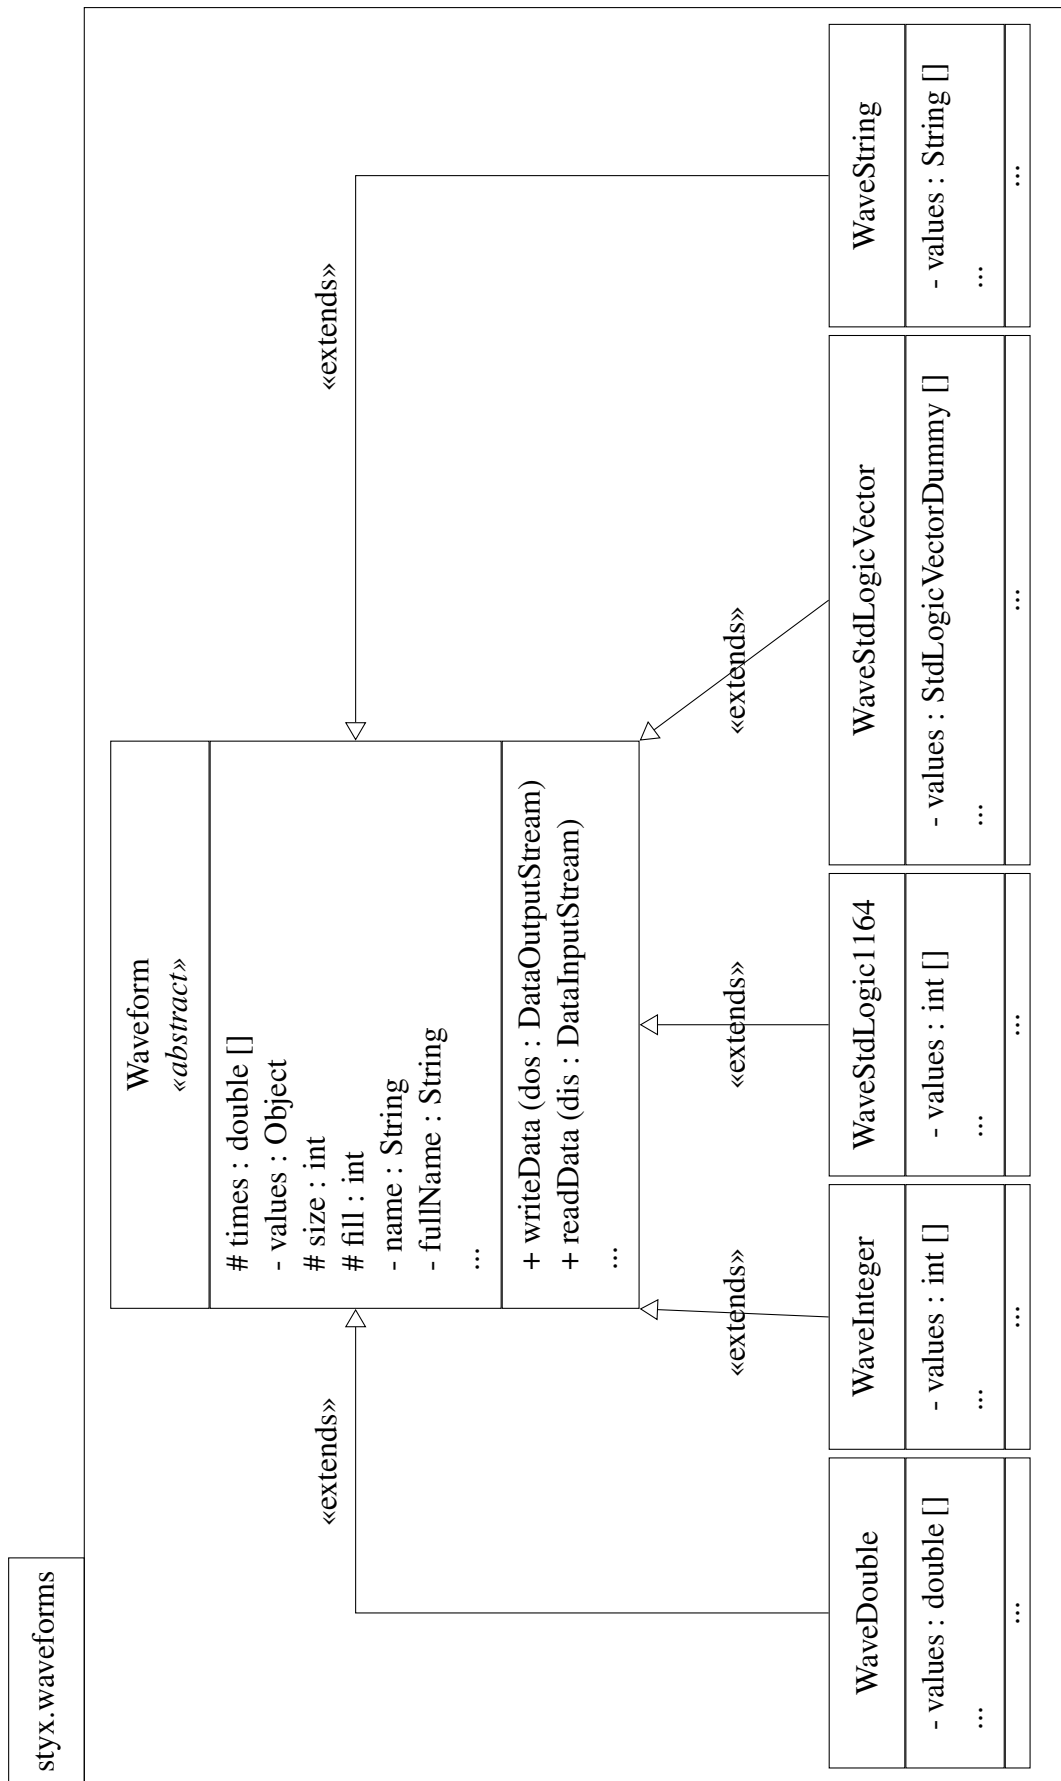 styx.waveforms
Waveform
«abstract»
# times : double []
- values : Object
# size : int
# fill : int
- name : String
- fullName : String
...
+ writeData (dos : DataOutputStream)
+ readData (dis : DataInputStream)
...
«extends»
«extends»
«extends»
«extends»
«extends»
WaveDouble
- values : double []
...
...
WaveInteger
- values : int []
...
...
WaveStdLogic1164
- values : int []
...
...
WaveStdLogicVector
- values : StdLogicVectorDummy []
...
...
WaveString
- values : String []
...
...